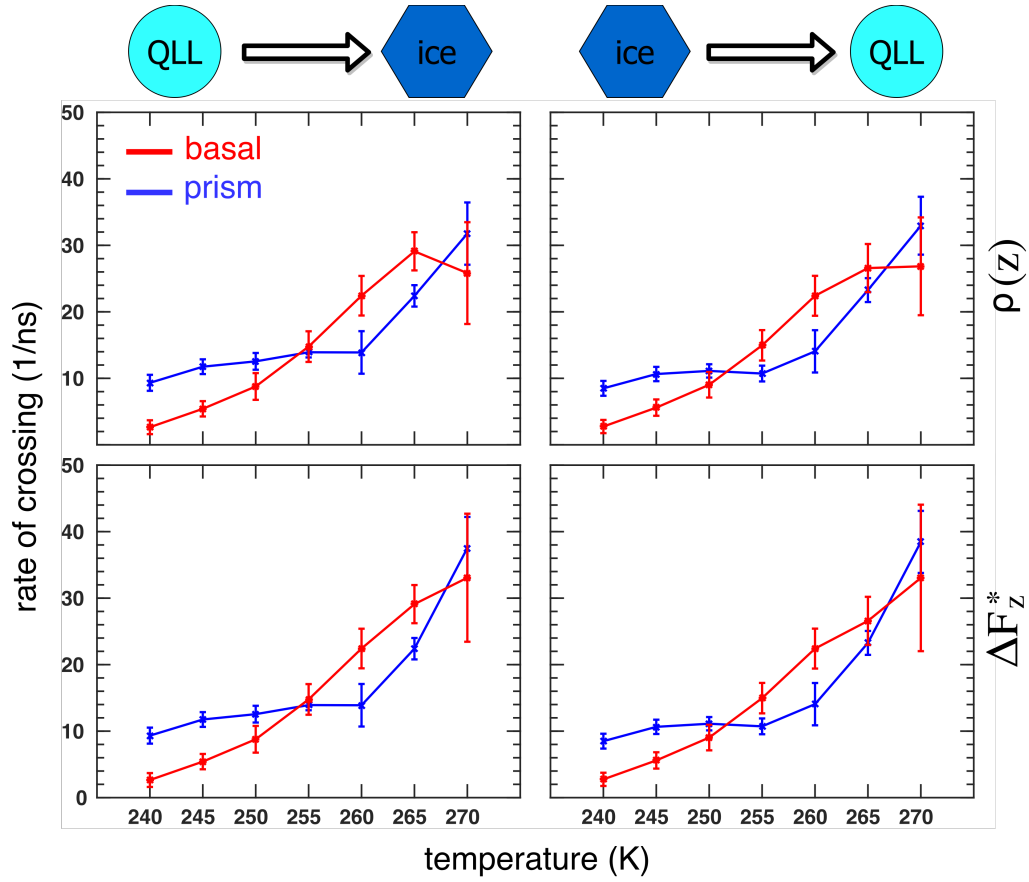 QLL
ice
ice
QLL
50
40
30
20
10
basal
prism
ρ(z)
rate of crossing (1/ns)
50
40
30
20
10
0
ΔF_z^*
240 245 250 255 260 265 270
240 245 250 255 260 265 270
temperature (K)